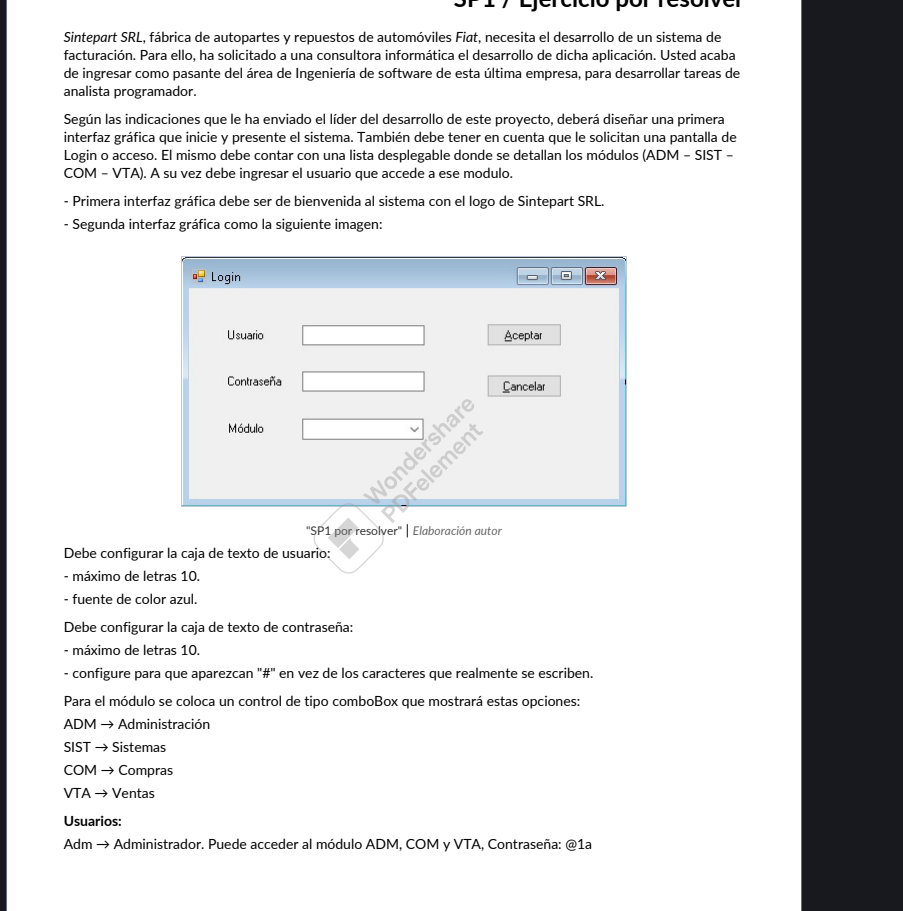 SP1 / Ejercicio por resolver
Sintepart SRL, fábrica de autopartes y repuestos de automóviles Fiat, necesita el desarrollo de un sistema de
facturación. Para ello, ha solicitado a una consultora informática el desarrollo de dicha aplicación. Usted acaba
de ingresar como pasante del área de Ingeniería de software de esta última empresa, para desarrollar tareas de
analista programador.
Según las indicaciones que le ha enviado el líder del desarrollo de este proyecto, deberá diseñar una primera
interfaz gráfica que inicie y presente el sistema. También debe tener en cuenta que le solicitan una pantalla de
Login o acceso. El mismo debe contar con una lista desplegable donde se detallan los módulos (ADM – SIST –
COM – VTA). A su vez debe ingresar el usuario que accede a ese modulo.
- Primera interfaz gráfica debe ser de bienvenida al sistema con el logo de Sintepart SRL.
- Segunda interfaz gráfica como la siguiente imagen:
Login
Usuario
Aceptar
Contraseña
Cancelar
Módulo
Wondershare
PDFelement
"SP1 por resolver" | Elaboración autor
Debe configurar la caja de texto de usuario:
- máximo de letras 10.
- fuente de color azul.
Debe configurar la caja de texto de contraseña:
- máximo de letras 10.
- configure para que aparezcan "#" en vez de los caracteres que realmente se escriben.
Para el módulo se coloca un control de tipo comboBox que mostrará estas opciones:
ADM → Administración
SIST → Sistemas
COM → Compras
VTA → Ventas
Usuarios:
Adm → Administrador. Puede acceder al módulo ADM, COM y VTA, Contraseña: @1a